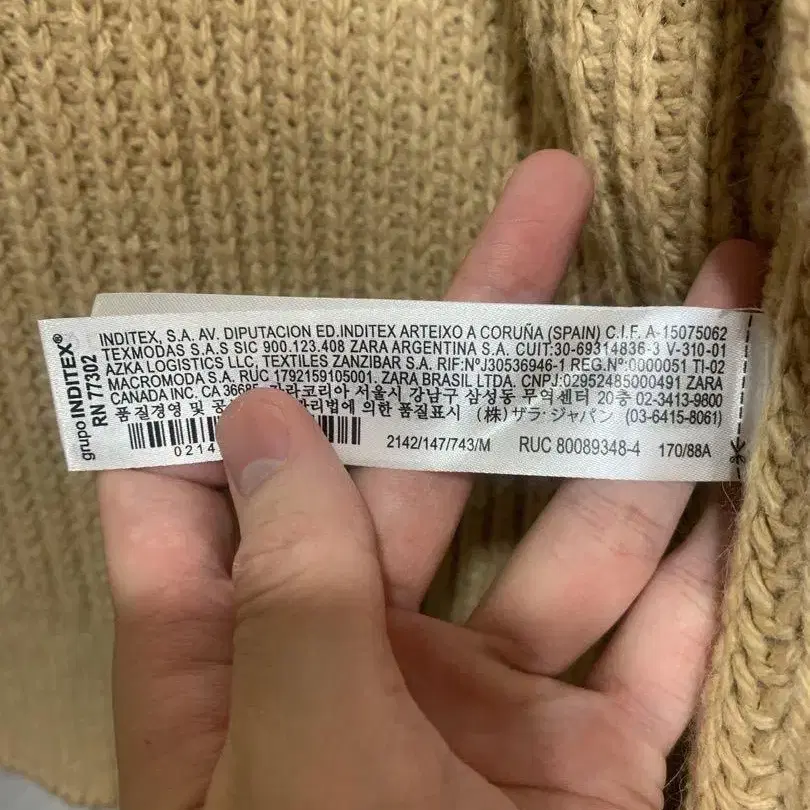 grupo INDITEX®
RN 77302
INDITEX, S.A. AV. DIPUTACION ED.INDITEX ARTEIXO A CORUÑA (SPAIN) C.I.F. A-15075062
TEXMODAS S.A.S SIC 900.123.408 ZARA ARGENTINA S.A. CUIT:30-69314836-3 V-310-01
AZKA LOGISTICS LLC, TEXTILES ZANZIBAR S.A. RIF:NºJ30536946-1 REG.Nº:0000051 TI-02
MACROMODA S.A. RUC 1792159105001. ZARA BRASIL LTDA. CNPJ:02952485000491 ZARA
CANADA INC. CA 36685 자라코리아 서울시 강남구 삼성동 무역센터 20층 02-3413-9800
품질경영 및 공 관리법에 의한 품질표시 (株)ザラ・ジャパン (03-6415-8061)
0214 2142/147/743/M RUC 80089348-4 170/88A